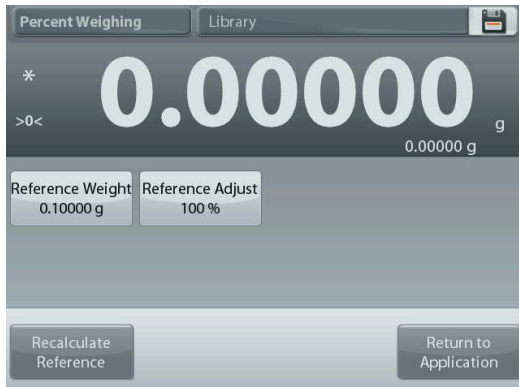 Percent Weighing Library
*
0.00000 g
>0<
0.00000 g
Reference Weight Reference Adjust
0.10000 g 100 %
Recalculate Return to
Reference Application